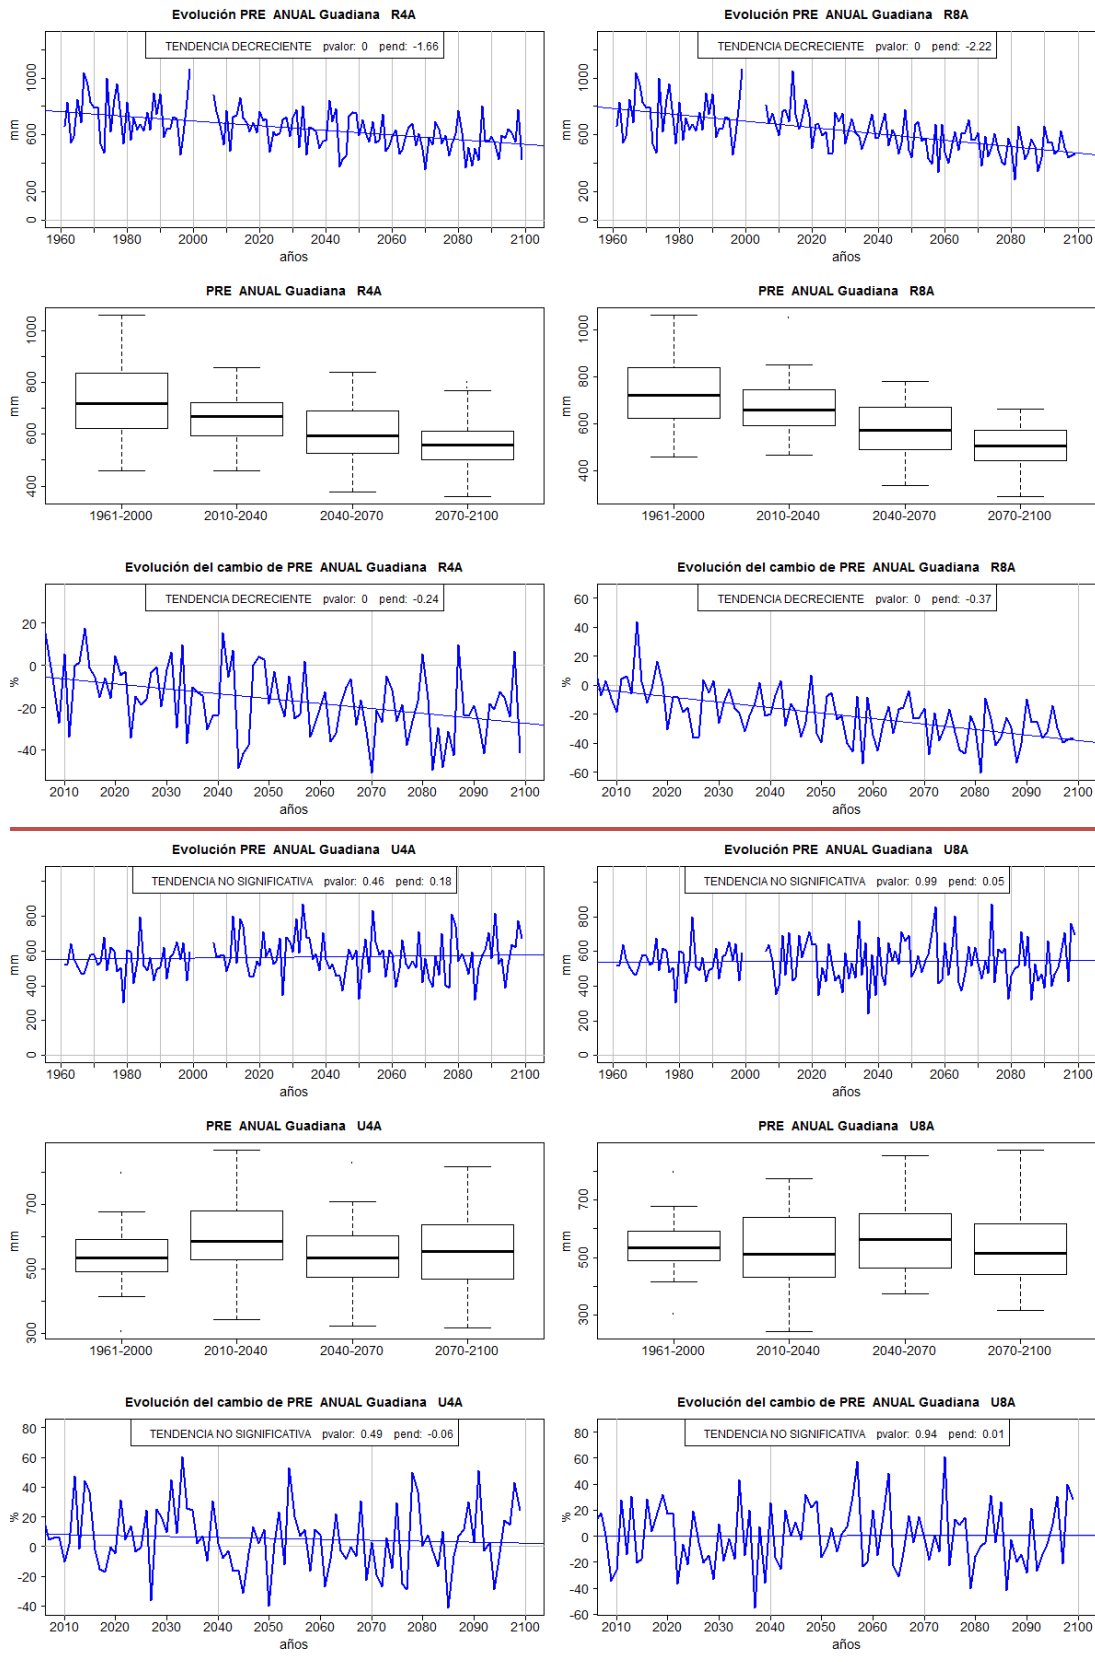 Evolución PRE ANUAL Guadiana R4A
TENDENCIA DECRECIENTE pvalor: 0 pend: -1.66
mm
0 200 600 1000
1960 1980 2000 2020 2040 2060 2080 2100
años
Evolución PRE ANUAL Guadiana R8A
TENDENCIA DECRECIENTE pvalor: 0 pend: -2.22
mm
0 200 600 1000
1960 1980 2000 2020 2040 2060 2080 2100
años
PRE ANUAL Guadiana R4A
mm
400 600 800 1000
1961-2000 2010-2040 2040-2070 2070-2100
PRE ANUAL Guadiana R8A
mm
400 600 800 1000
1961-2000 2010-2040 2040-2070 2070-2100
Evolución del cambio de PRE ANUAL Guadiana R4A
TENDENCIA DECRECIENTE pvalor: 0 pend: -0.24
%
20
0
-20
-40
2010 2020 2030 2040 2050 2060 2070 2080 2090 2100
años
Evolución del cambio de PRE ANUAL Guadiana R8A
TENDENCIA DECRECIENTE pvalor: 0 pend: -0.37
%
60
40
20
0
-20
-40
-60
2010 2020 2030 2040 2050 2060 2070 2080 2090 2100
años
Evolución PRE ANUAL Guadiana U4A
TENDENCIA NO SIGNIFICATIVA pvalor: 0.46 pend: 0.18
mm
0 200 400 600 800
1960 1980 2000 2020 2040 2060 2080 2100
años
Evolución PRE ANUAL Guadiana U8A
TENDENCIA NO SIGNIFICATIVA pvalor: 0.99 pend: 0.05
mm
0 200 400 600 800
1960 1980 2000 2020 2040 2060 2080 2100
años
PRE ANUAL Guadiana U4A
mm
300 500 700
1961-2000 2010-2040 2040-2070 2070-2100
PRE ANUAL Guadiana U8A
mm
300 500 700
1961-2000 2010-2040 2040-2070 2070-2100
Evolución del cambio de PRE ANUAL Guadiana U4A
TENDENCIA NO SIGNIFICATIVA pvalor: 0.49 pend: -0.06
%
80
60
40
20
0
-20
-40
2010 2020 2030 2040 2050 2060 2070 2080 2090 2100
años
Evolución del cambio de PRE ANUAL Guadiana U8A
TENDENCIA NO SIGNIFICATIVA pvalor: 0.94 pend: 0.01
%
80
60
40
20
0
-20
-40
-60
2010 2020 2030 2040 2050 2060 2070 2080 2090 2100
años